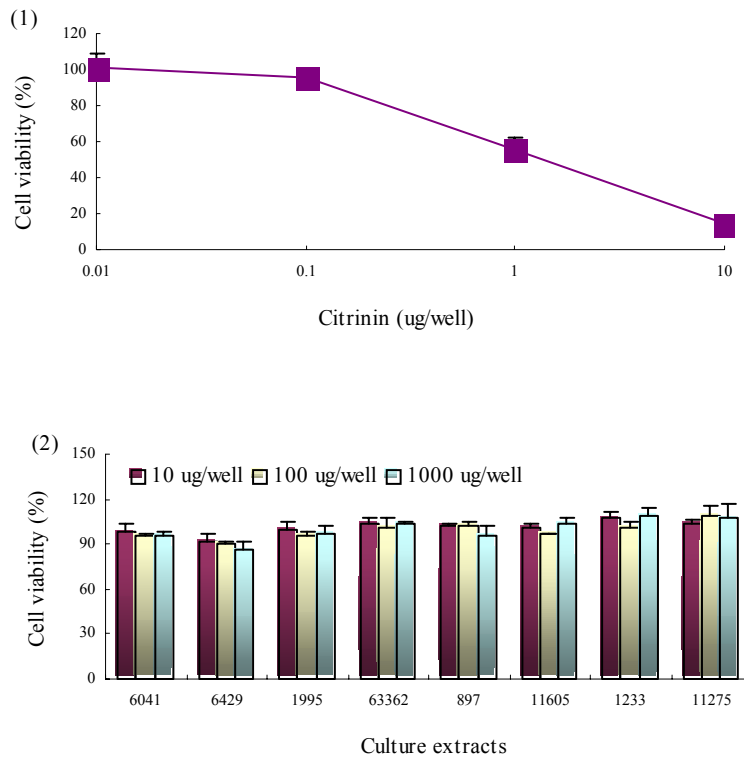 (1)
120
100
80
60
40
20
0
Cell viability (%)
0.01 0.1 1 10
Citrinin (ug/well)
(2)
150
120
90
60
30
0
Cell viability (%)
10 ug/well 100 ug/well 1000 ug/well
6041 6429 1995 63362 897 11605 1233 11275
Culture extracts